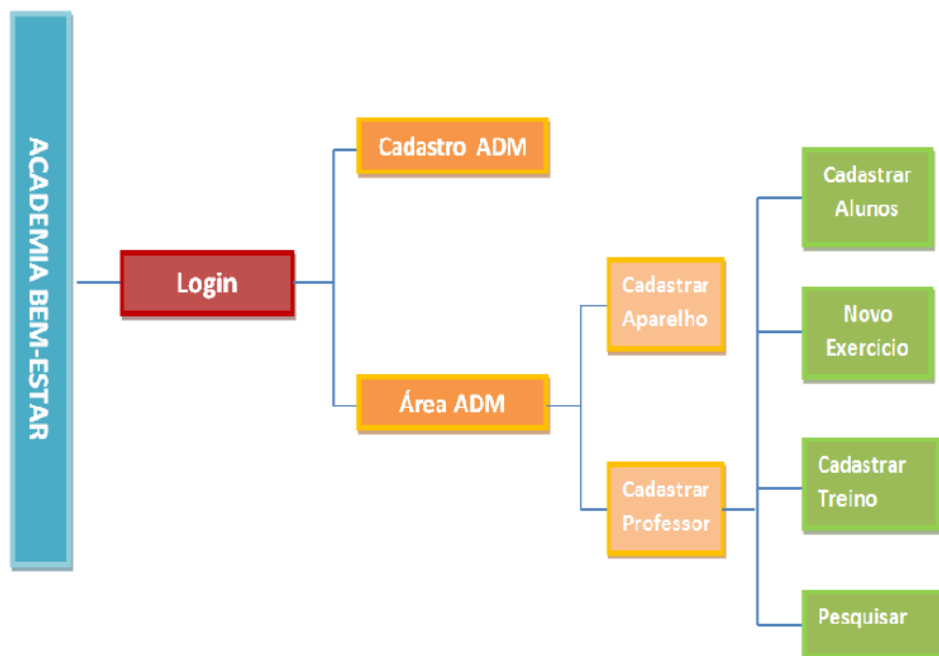 ACADEMIA BEM-ESTAR
Login
Cadastro ADM
Área ADM
Cadastrar
Aparelho
Cadastrar
Professor
Cadastrar
Alunos
Novo
Exercício
Cadastrar
Treino
Pesquisar